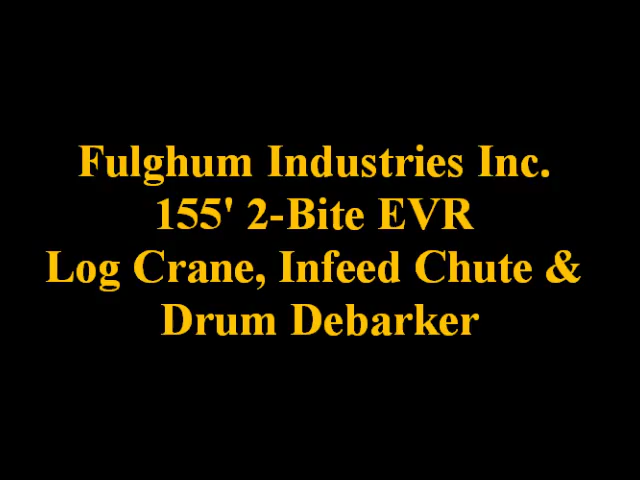 Fulghum Industries Inc.
155' 2-Bite EVR
Log Crane, Infeed Chute &
Drum Debarker